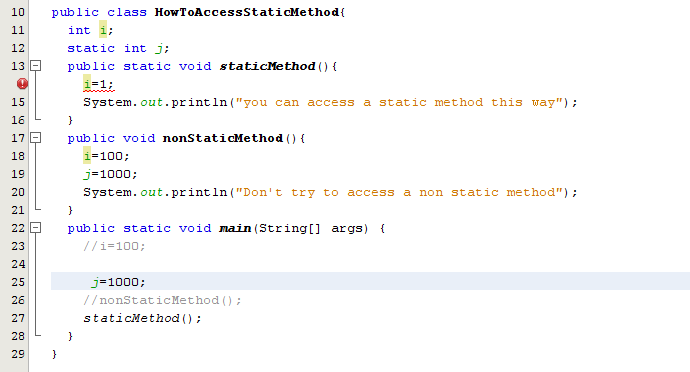 10 public class HowToAccessStaticMethod{
11 int i;
12 static int j;
13 public static void staticMethod(){
i=1;
15 System.out.println("you can access a static method this way");
16 }
17 public void nonStaticMethod(){
18 i=100;
19 j=1000;
20 System.out.println("Don't try to access a non static method");
21 }
22 public static void main(String[] args) {
23 //i=100;
24
25 j=1000;
26 //nonStaticMethod();
27 staticMethod();
28 }
29 }